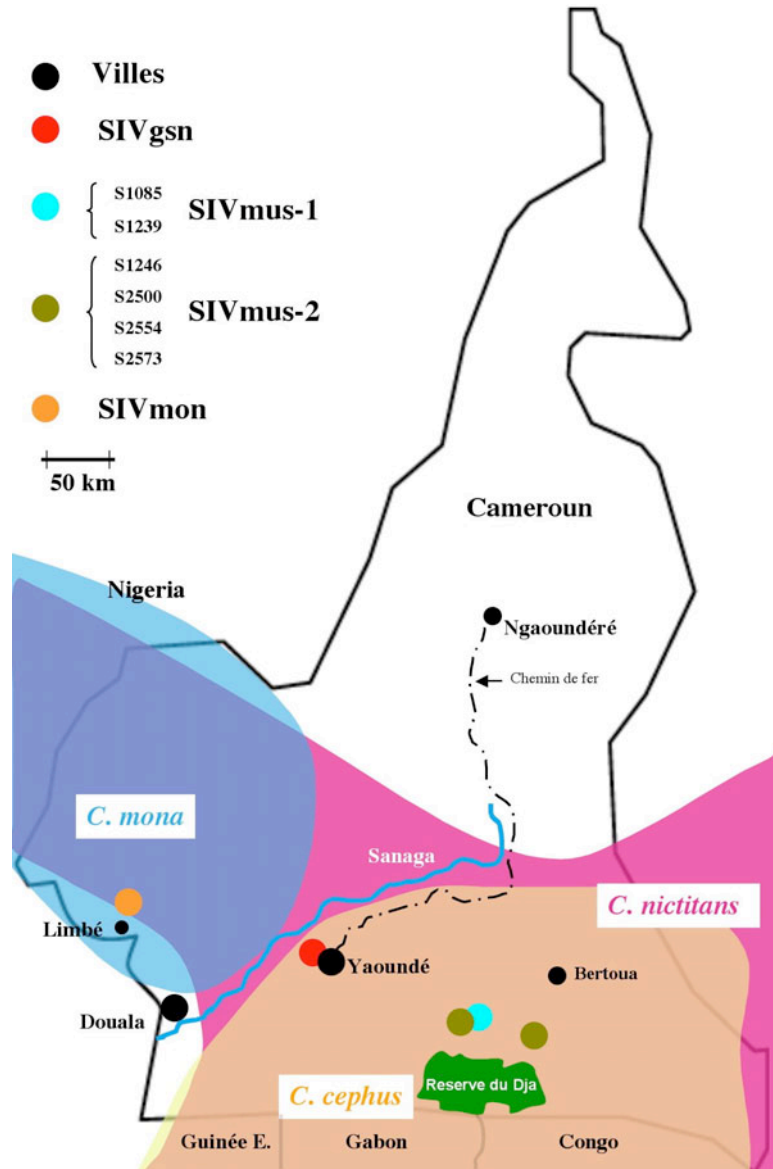 Villes
SIVgsn
S1085
S1239
SIVmus-1
S1246
S2500
S2554
S2573
SIVmus-2
SIVmon
50 km
Cameroun
Nigeria
Ngaoundéré
Chemin de fer
C. mona
Sanaga
C. nictitans
Limbé
Yaoundé
Bertoua
Douala
Reserve du Dja
C. cephus
Guinée E.
Gabon
Congo